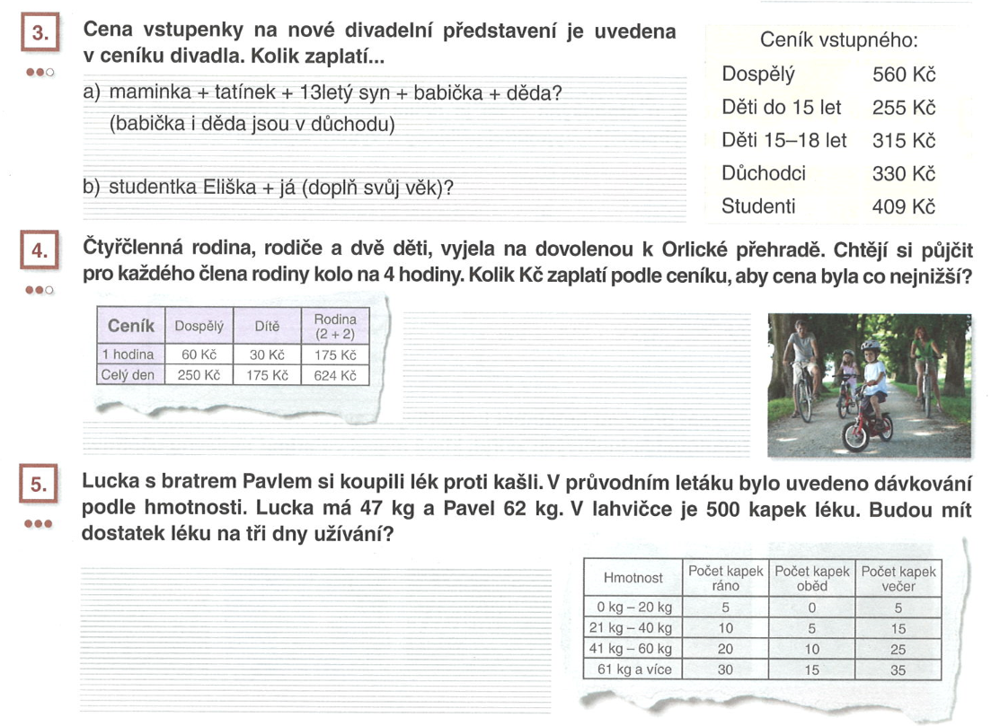 3.
Cena vstupenky na nové divadelní představení je uvedena
v ceníku divadla. Kolik zaplatí...
a) maminka + tatínek + 13letý syn + babička + děda?
(babička i děda jsou v důchodu)
b) studentka Eliška + já (doplň svůj věk)?
Ceník vstupného:
Dospělý 560 Kč
Děti do 15 let 255 Kč
Děti 15–18 let 315 Kč
Důchodci 330 Kč
Studenti 409 Kč
4.
Čtyřčlenná rodina, rodiče a dvě děti, vyjela na dovolenou k Orlické přehradě. Chtějí si půjčit
pro každého člena rodiny kolo na 4 hodiny. Kolik Kč zaplatí podle ceníku, aby cena byla co nejnižší?
Ceník Dospělý Dítě Rodina
(2 + 2)
1 hodina 60 Kč 30 Kč 175 Kč
Celý den 250 Kč 175 Kč 624 Kč
5.
Lucka s bratrem Pavlem si koupili lék proti kašli. V průvodním letáku bylo uvedeno dávkování
podle hmotnosti. Lucka má 47 kg a Pavel 62 kg. V lahvičce je 500 kapek léku. Budou mít
dostatek léku na tři dny užívání?
Hmotnost Počet kapek Počet kapek Počet kapek
ráno oběd večer
0 kg – 20 kg 5 0 5
21 kg – 40 kg 10 5 15
41 kg – 60 kg 20 10 25
61 kg a více 30 15 35